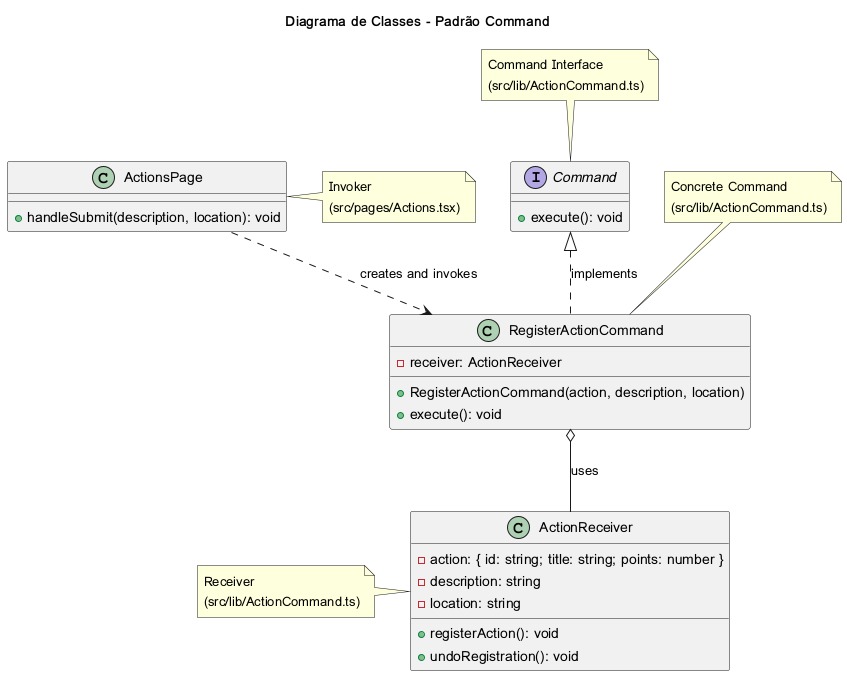 Diagrama de Classes - Padrão Command
Command Interface
(src/lib/ActionCommand.ts)
C ActionsPage
handleSubmit(description, location): void
Invoker
(src/pages/Actions.tsx)
I Command
execute(): void
Concrete Command
(src/lib/ActionCommand.ts)
creates and invokes
implements
C RegisterActionCommand
receiver: ActionReceiver
RegisterActionCommand(action, description, location)
execute(): void
uses
C ActionReceiver
action: { id: string; title: string; points: number }
description: string
location: string
registerAction(): void
undoRegistration(): void
Receiver
(src/lib/ActionCommand.ts)